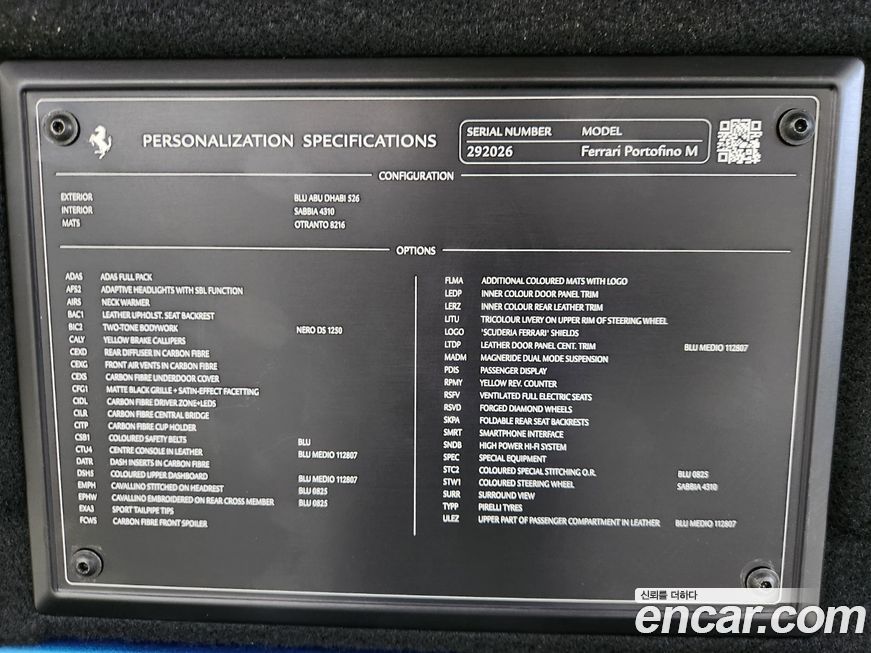 PERSONALIZATION SPECIFICATIONS
SERIAL NUMBER MODEL
292026 Ferrari Portofino M
CONFIGURATION
EXTERIOR BLU ABU DHABI 526
INTERIOR SABBIA 4310
MATS OTRANTO 8216
OPTIONS
ADAS ADAS FULL PACK
AFS2 ADAPTIVE HEADLIGHTS WITH SBL FUNCTION
AIRS NECK WARMER
BAC1 LEATHER UPHOLST. SEAT BACKREST
BIC2 TWO-TONE BODYWORK NERO DS 1250
CALY YELLOW BRAKE CALLIPERS
CEXD REAR DIFFUSER IN CARBON FIBRE
CEXG FRONT AIR VENTS IN CARBON FIBRE
CEXS CARBON FIBRE UNDERDOOR COVER
CFG1 MATTE BLACK GRILLE + SATIN-EFFECT FACETTING
CIDL CARBON FIBRE DRIVER ZONE+LEDS
CILR CARBON FIBRE CENTRAL BRIDGE
CITP CARBON FIBRE CUP HOLDER
CSB1 COLOURED SAFETY BELTS BLU
CTU4 CENTRE CONSOLE IN LEATHER BLU MEDIO 112807
DATR DASH INSERTS IN CARBON FIBRE
DSH5 COLOURED UPPER DASHBOARD BLU MEDIO 112807
EMPH CAVALLINO STITCHED ON HEADREST BLU 0825
EPHW CAVALLINO EMBROIDERED ON REAR CROSS MEMBER BLU 0825
EXA3 SPORT TAILPIPE TIPS
FCWS CARBON FIBRE FRONT SPOILER
FLMA ADDITIONAL COLOURED MATS WITH LOGO
LEDP INNER COLOUR DOOR PANEL TRIM
LERZ INNER COLOUR REAR LEATHER TRIM
LITU TRICOLOUR LIVERY ON UPPER RIM OF STEERING WHEEL
LOGO 'SCUDERIA FERRARI' SHIELDS
LTDP LEATHER DOOR PANEL CENT. TRIM BLU MEDIO 112807
MADM MAGNERIDE DUAL MODE SUSPENSION
PDIS PASSENGER DISPLAY
RPMY YELLOW REV. COUNTER
RSFV VENTILATED FULL ELECTRIC SEATS
RSVD FORGED DIAMOND WHEELS
SKPA FOLDABLE REAR SEAT BACKRESTS
SMRT SMARTPHONE INTERFACE
SNDB HIGH POWER HI-FI SYSTEM
SPEC SPECIAL EQUIPMENT
STC2 COLOURED SPECIAL STITCHING O.R. BLU 0825
STW1 COLOURED STEERING WHEEL SABBIA 4310
SURR SURROUND VIEW
TYPP PIRELLI TYRES
ULEZ UPPER PART OF PASSENGER COMPARTMENT IN LEATHER BLU MEDIO 112807
신뢰를 더하다
encar.com